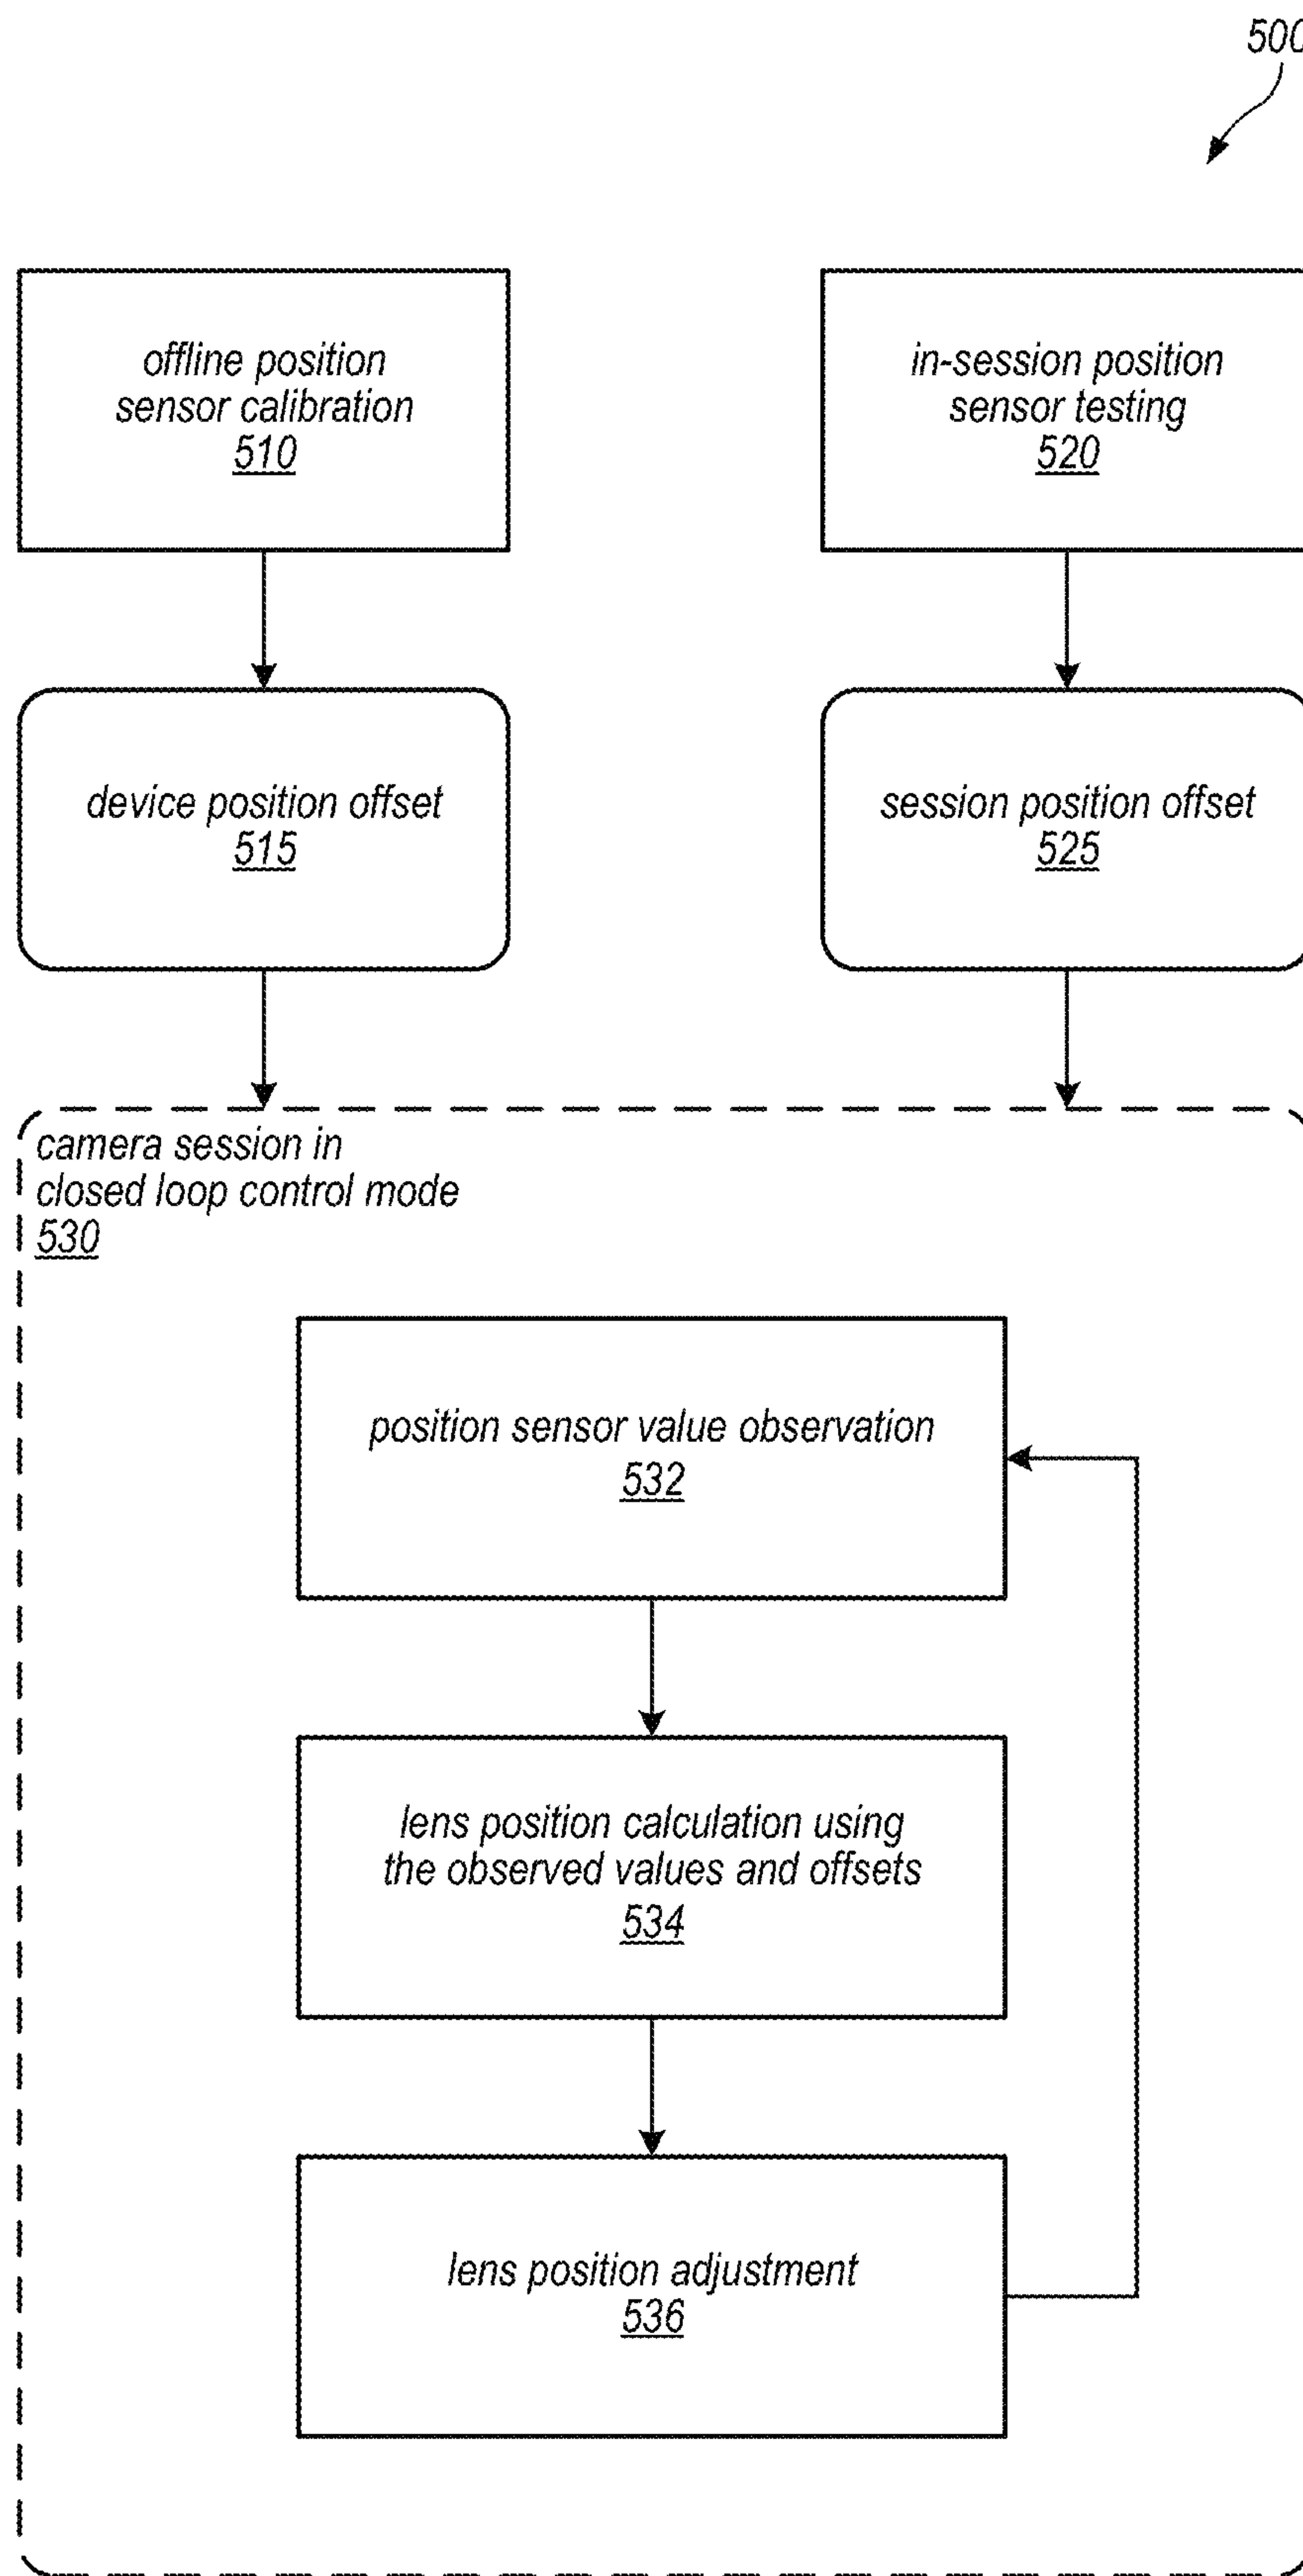 500
offline position
sensor calibration
510
in-session position
sensor testing
520
device position offset
515
session position offset
525
camera session in
closed loop control mode
530
position sensor value observation
532
lens position calculation using
the observed values and offsets
534
lens position adjustment
536